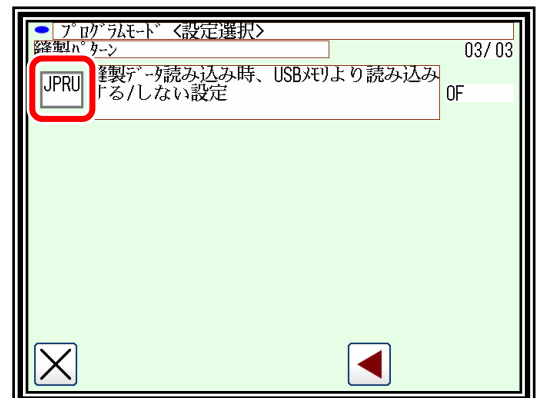 プログラムモード <設定選択>
縫製パターン
03/03
JPRU
縫製データ読み込み時、USBメモリより読み込み
する/しない設定
OF